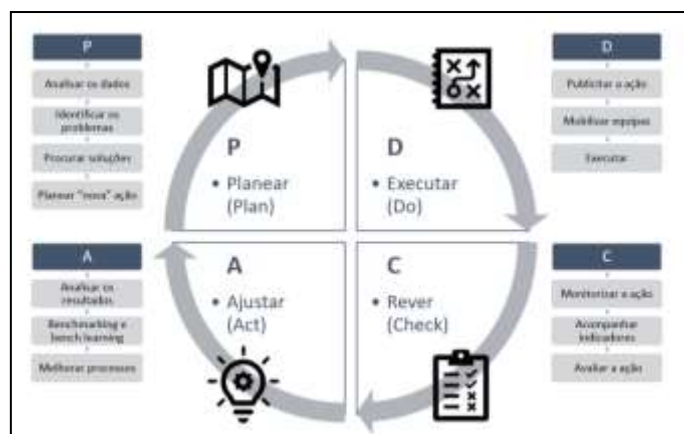 P
Analisar os dados
Identificar os
problemas
Procurar soluções
Planear "nova" ação
P
• Planear
(Plan)
D
• Executar
(Do)
D
Publicitar a ação
Mobilizar equipas
Executar
A
Analisar os
resultados
Benchmarking e
bench learning
Melhorar processos
A
• Ajustar
(Act)
C
• Rever
(Check)
C
Monitorizar a ação
Acompanhar
indicadores
Avaliar a ação